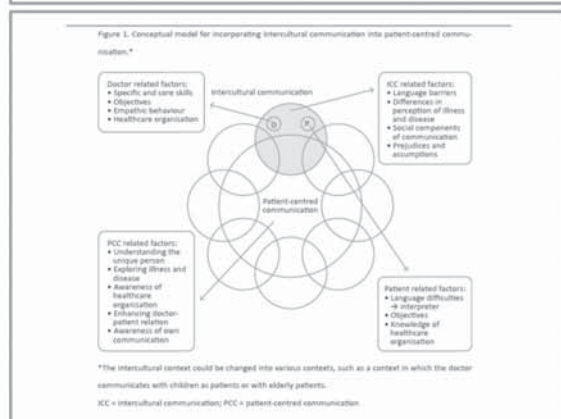 Figure 1. Conceptual model for incorporating intercultural communication into patient-centred commu-
nication.*
Doctor related factors:
• Specific and core skills
• Objectives
• Empathic behaviour
• Healthcare organisation
Intercultural communication
ICC related factors:
• Language barriers
• Differences in
perception of illness
and disease
• Social components
of communication
• Prejudices and
assumptions
D
P
Patient-centred
communication
PCC related factors:
• Understanding the
unique person
• Exploring illness and
disease
• Awareness of
healthcare
organisation
• Enhancing doctor-
patient relation
• Awareness of own
communication
Patient related factors:
• Language difficulties
→ interpreter
• Objectives
• Knowledge of
healthcare
organisation
*The intercultural context could be changed into various contexts, such as a context in which the doctor
communicates with children as patients or with elderly patients.
ICC = intercultural communication; PCC = patient-centred communication